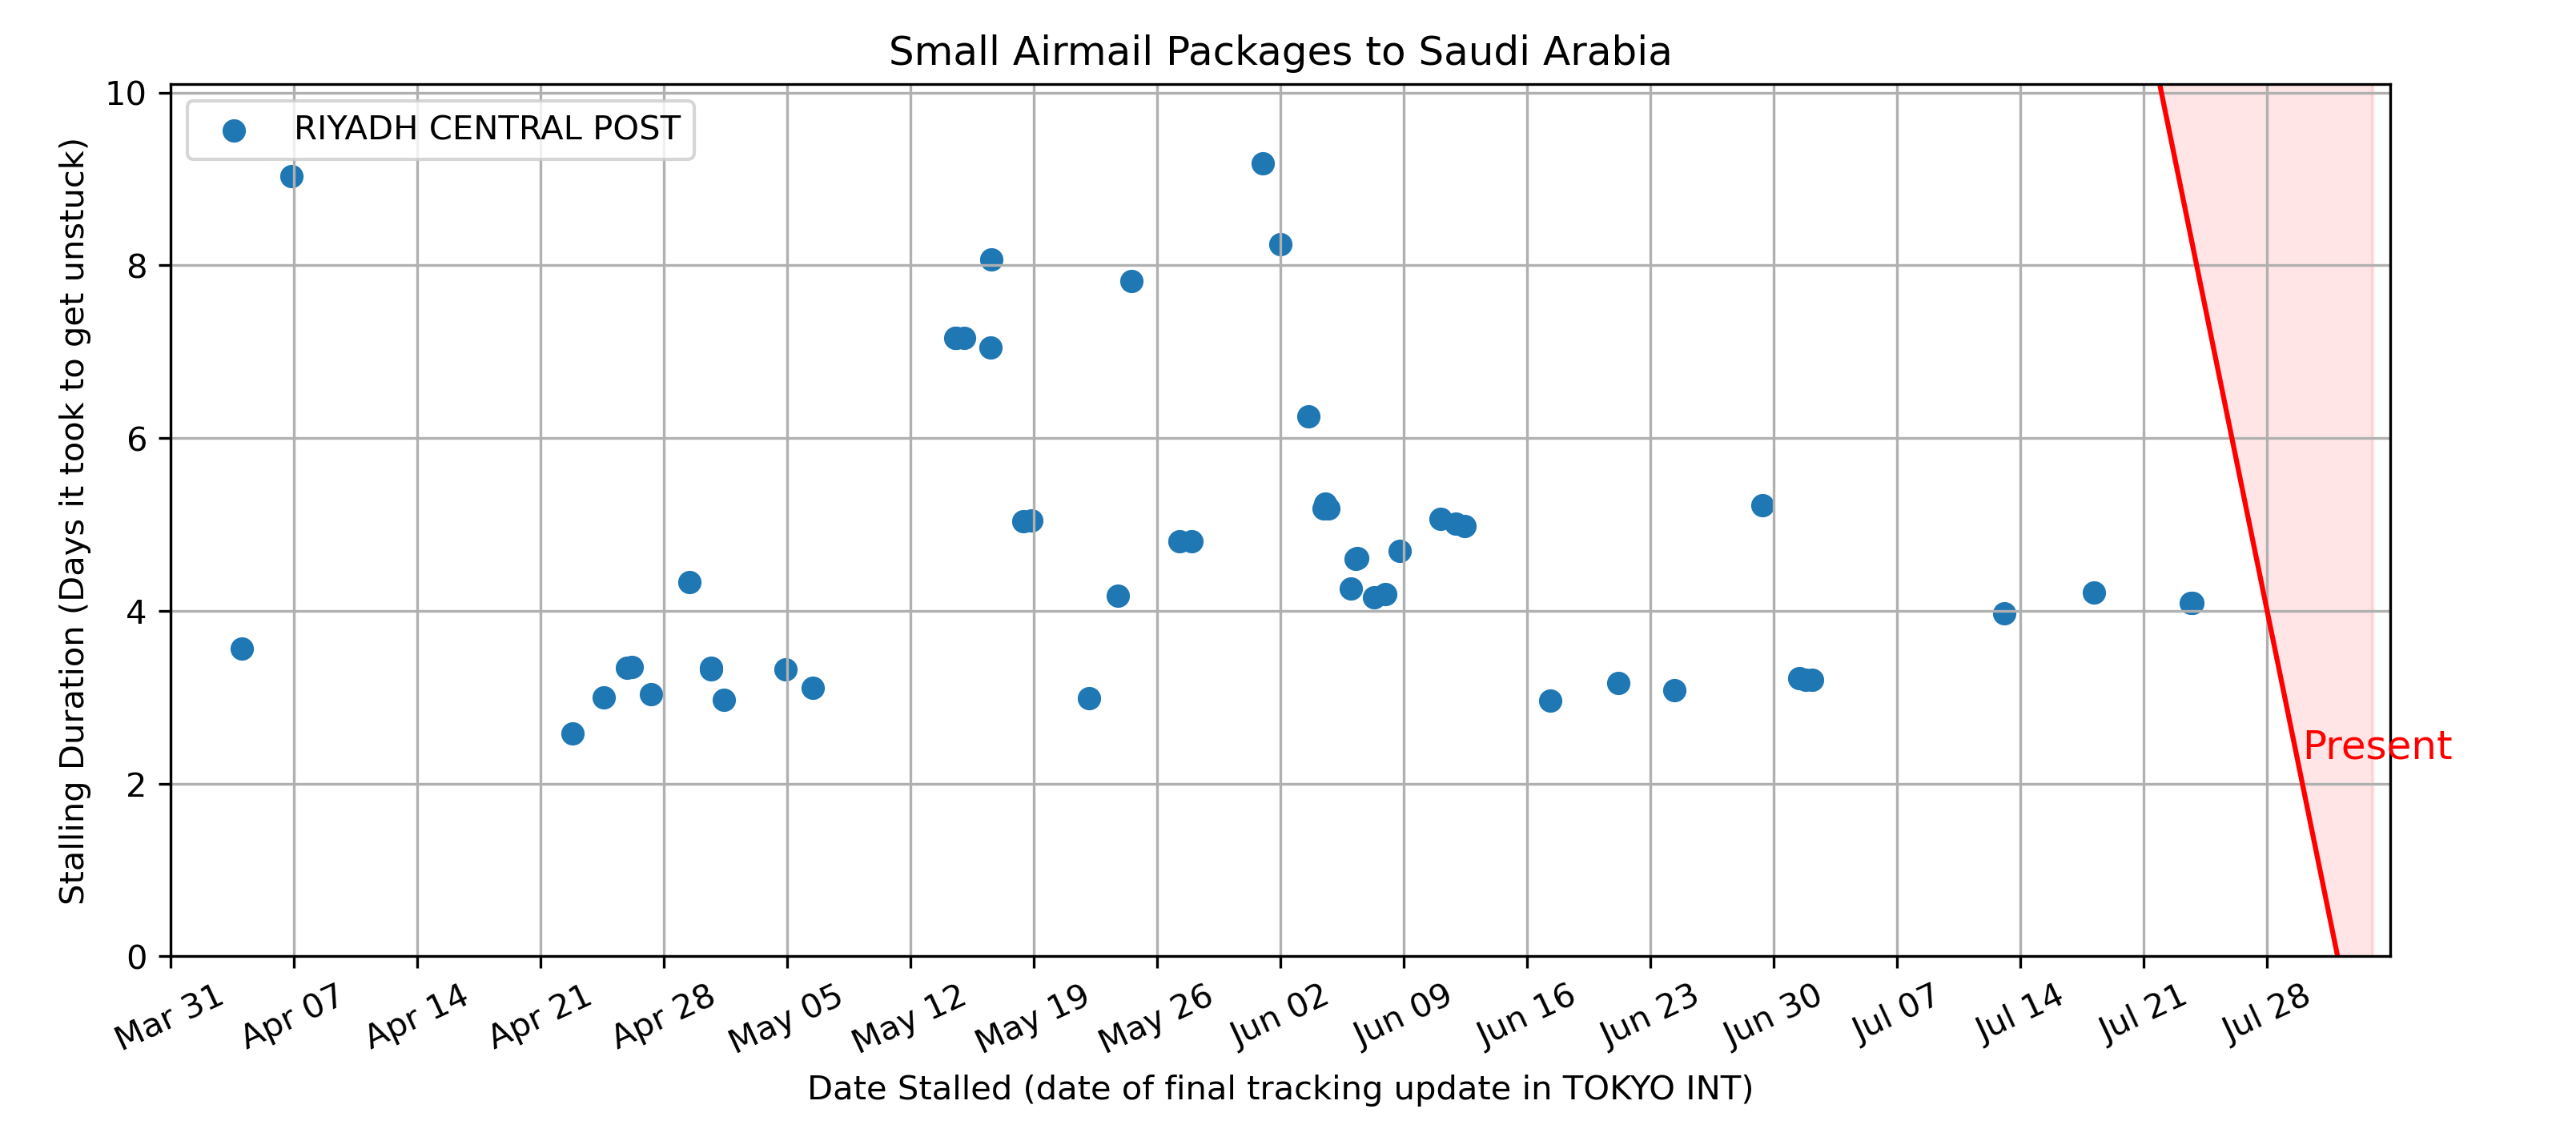 Small Airmail Packages to Saudi Arabia
RIYADH CENTRAL POST
Stalling Duration (Days it took to get unstuck)
10
8
6
4
2
0
Present
Mar 31
Apr 07
Apr 14
Apr 21
Apr 28
May 05
May 12
May 19
May 26
Jun 02
Jun 09
Jun 16
Jun 23
Jun 30
Jul 07
Jul 14
Jul 21
Jul 28
Date Stalled (date of final tracking update in TOKYO INT)